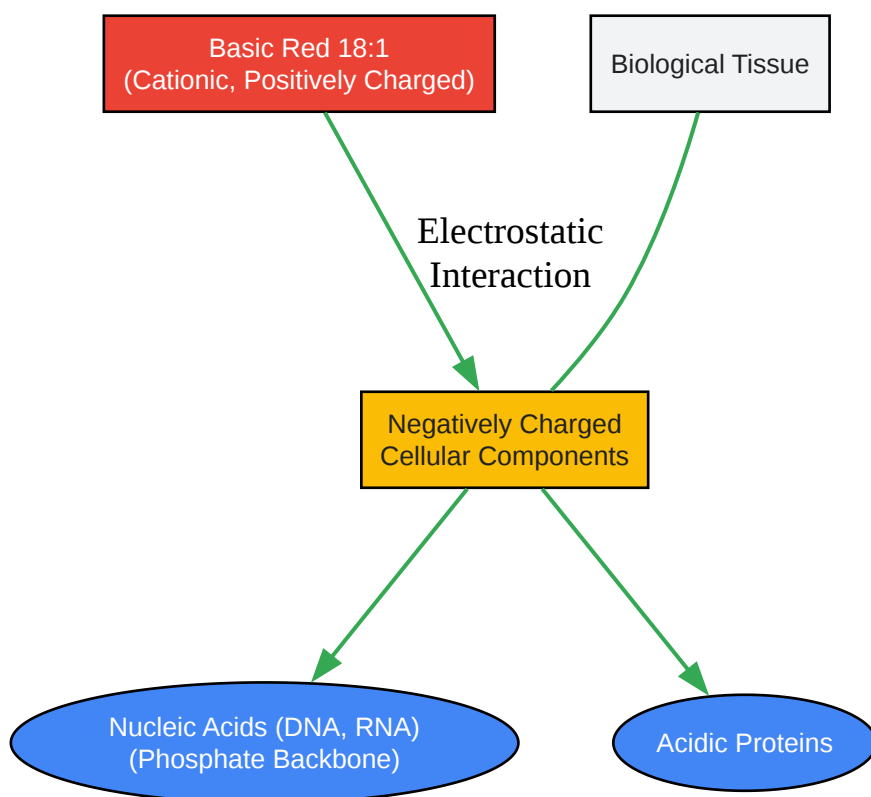 Basic Red 18:1
(Cationic, Positively Charged)
Biological Tissue
Electrostatic
Interaction
Negatively Charged
Cellular Components
Nucleic Acids (DNA, RNA)
(Phosphate Backbone)
Acidic Proteins